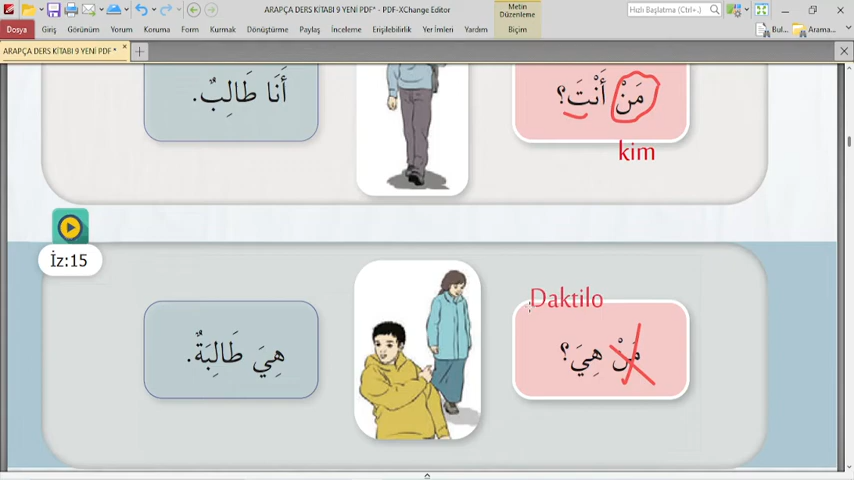 ARAPÇA DERS KİTABI 9 YENİ PDF* - PDF-XChange Editor
Metin Düzenleme
Hızlı Başlatma (Ctrl+.)
Dosya Giriş Görünüm Yorum Koruma Form Kurumak Dönüştürme Paylaş İnceleme Erişilebilirlik Yer İmleri Yardım Biçim
Bul... Arama...
ARAPÇA DERS KİTABI 9 YENİ PDF *
مَنْ أَنْتَ؟
أَنَا طَالِبٌ.
kim
İz:15
Daktilo
مَنْ هِيَ؟
هِيَ طَالِبَةٌ.